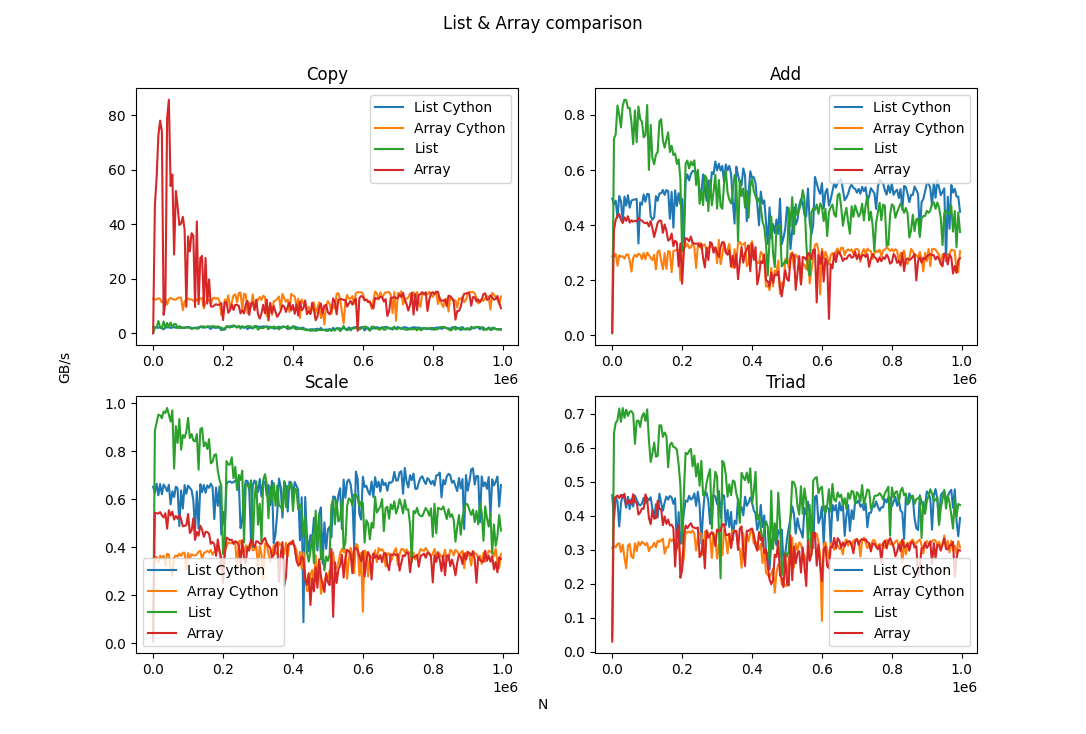 List & Array comparison
Copy
80
60
40
20
0
0.0 0.2 0.4 0.6 0.8 1.0
1e6
List Cython
Array Cython
List
Array
Add
0.8
0.6
0.4
0.2
0.0
0.0 0.2 0.4 0.6 0.8 1.0
1e6
List Cython
Array Cython
List
Array
GB/s
Scale
1.0
0.8
0.6
0.4
0.2
0.0
0.0 0.2 0.4 0.6 0.8 1.0
1e6
List Cython
Array Cython
List
Array
Triad
0.7
0.6
0.5
0.4
0.3
0.2
0.1
0.0
0.0 0.2 0.4 0.6 0.8 1.0
1e6
List Cython
Array Cython
List
Array
N